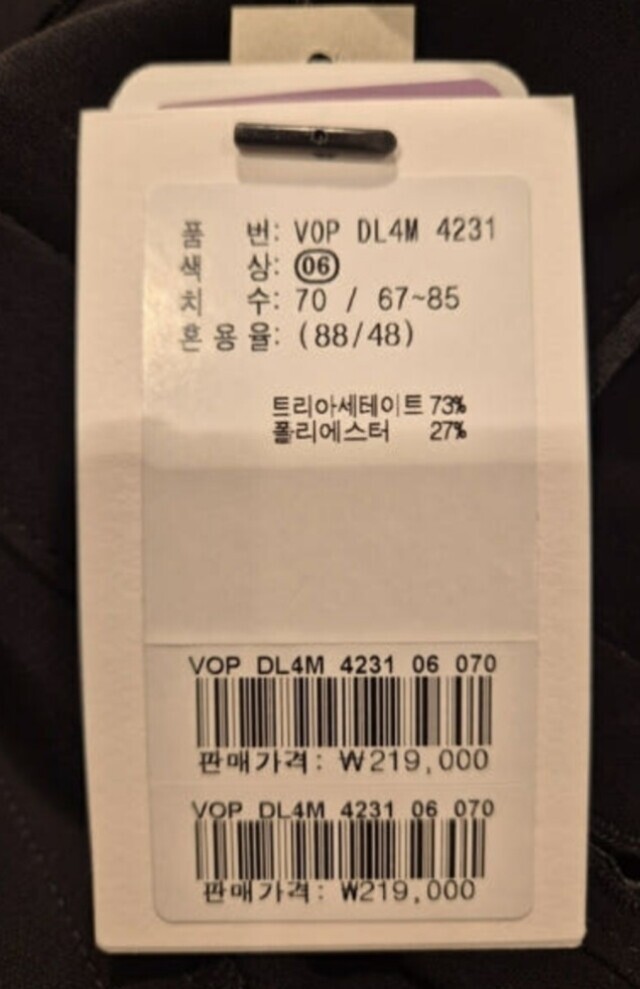 품 번: VOP DL4M 4231
색 상: 06
치 수: 70 / 67~85
혼용율: (88/48)
트리아세테이트 73%
폴리에스터 27%
VOP DL4M 4231 06 070
판매가격: ₩219,000
VOP DL4M 4231 06 070
판매가격: ₩219,000